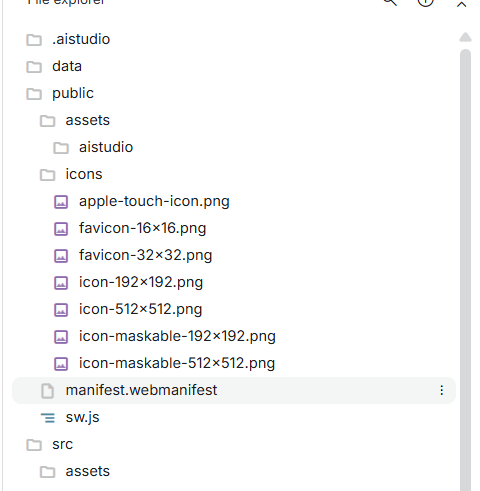 File explorer
.aistudio
data
public
assets
aistudio
icons
apple-touch-icon.png
favicon-16×16.png
favicon-32×32.png
icon-192×192.png
icon-512×512.png
icon-maskable-192×192.png
icon-maskable-512×512.png
manifest.webmanifest
sw.js
src
assets